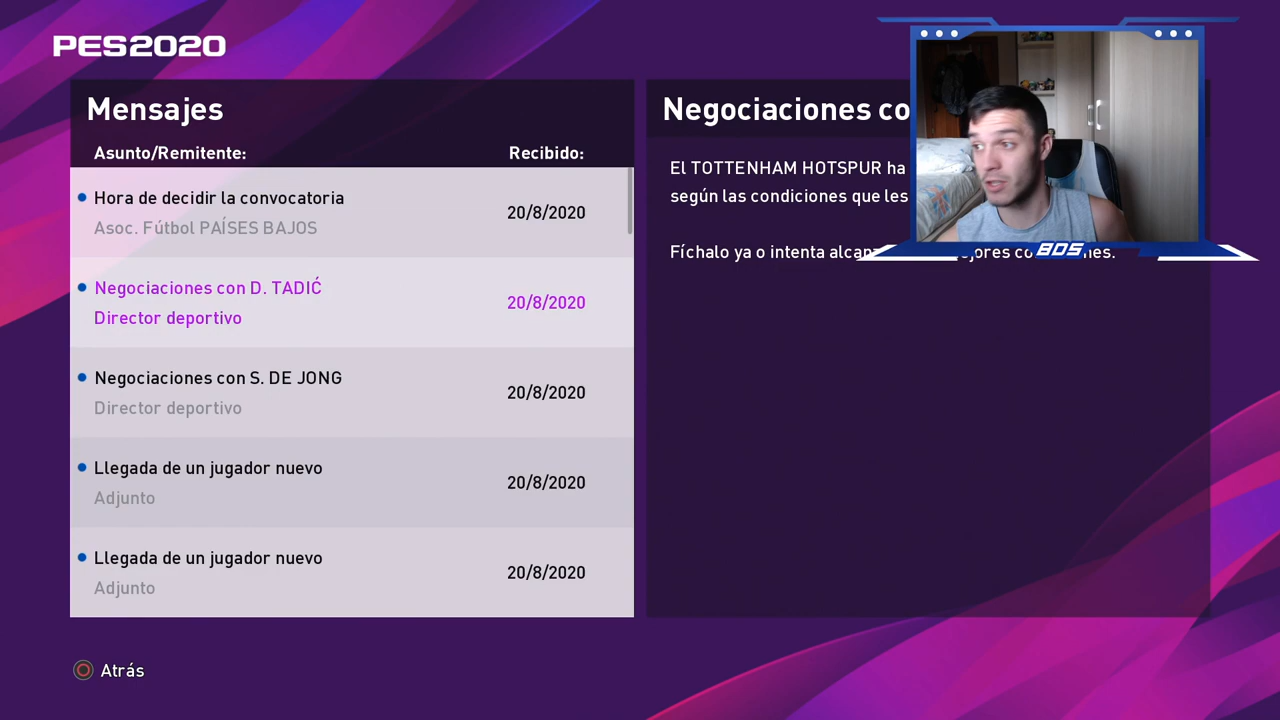 PES2020
Mensajes
Asunto/Remitente:
Recibido:
Hora de decidir la convocatoria
Asoc. Fútbol PAÍSES BAJOS
20/8/2020
Negociaciones con D. TADIĆ
Director deportivo
20/8/2020
Negociaciones con S. DE JONG
Director deportivo
20/8/2020
Llegada de un jugador nuevo
Adjunto
20/8/2020
Llegada de un jugador nuevo
Adjunto
20/8/2020
Negociaciones co
El TOTTENHAM HOTSPUR ha
según las condiciones que les
Fíchalo ya o intenta
BDS
Atrás